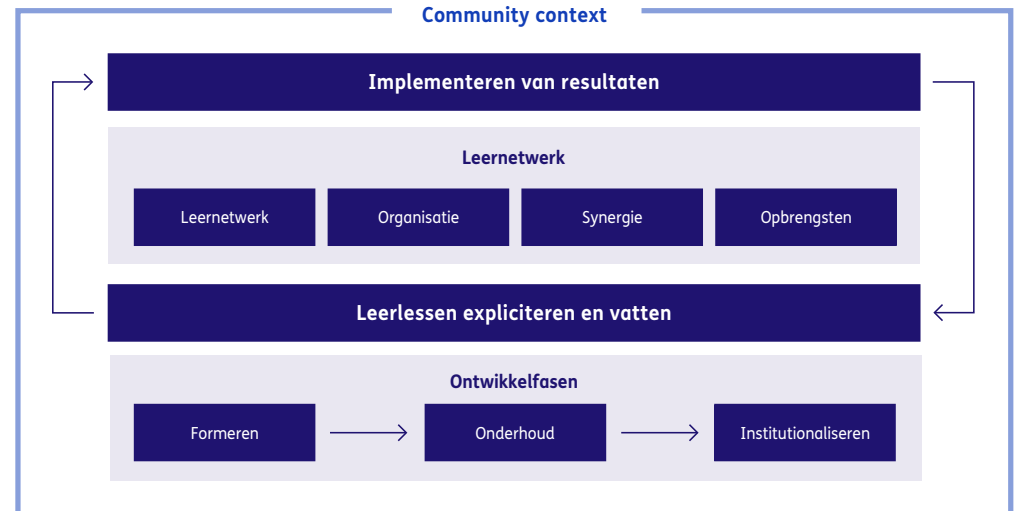 Community context
Implementeren van resultaten
Leernetwerk
Leernetwerk
Organisatie
Synergie
Opbrengsten
Leerlessen expliciteren en vatten
Ontwikkelfasen
Formeren
Onderhoud
Institutionaliseren